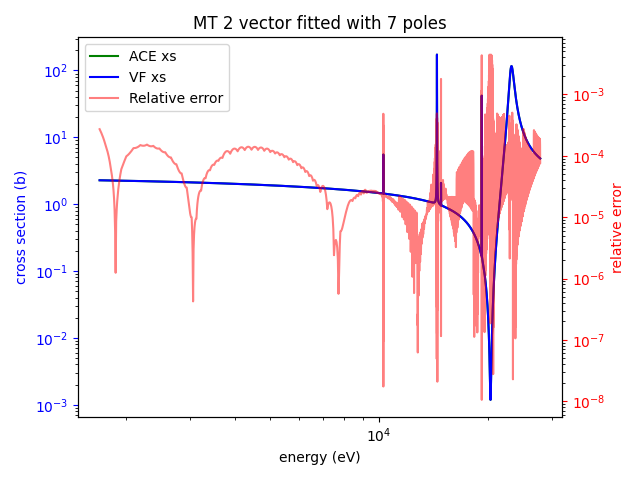 MT 2 vector fitted with 7 poles
ACE xs
VF xs
Relative error
cross section (b)
10^2
10^1
10^0
10^-1
10^-2
10^-3
relative error
10^-3
10^-4
10^-5
10^-6
10^-7
10^-8
10^4
energy (eV)